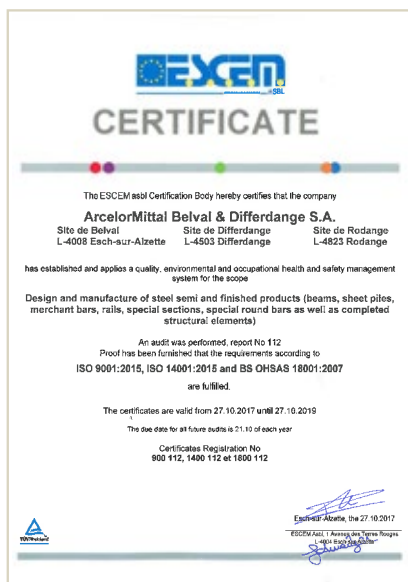 ESCEM
ASBL
CERTIFICATE
The ESCEM asbl Certification Body hereby certifies that the company
ArcelorMittal Belval & Differdange S.A.
Site de Belval Site de Differdange Site de Rodange
L-4008 Esch-sur-Alzette L-4503 Differdange L-4823 Rodange
has established and applies a quality, environmental and occupational health and safety management
system for the scope
Design and manufacture of steel semi and finished products (beams, sheet piles,
merchant bars, rails, special sections, special round bars as well as completed
structural elements)
An audit was performed, report No 112
Proof has been furnished that the requirements according to
ISO 9001:2015, ISO 14001:2015 and BS OHSAS 18001:2007
are fulfilled.
The certificates are valid from 27.10.2017 until 27.10.2019
The due date for all future audits is 21.10 of each year
Certificates Registration No
900 112, 1400 112 et 1800 112
Esch-sur-Alzette, the 27.10.2017
ESCEM Asbl, 1 Avenue des Terres Rouges
L-4004 Esch-sur-Alzette
TÜVRheinland